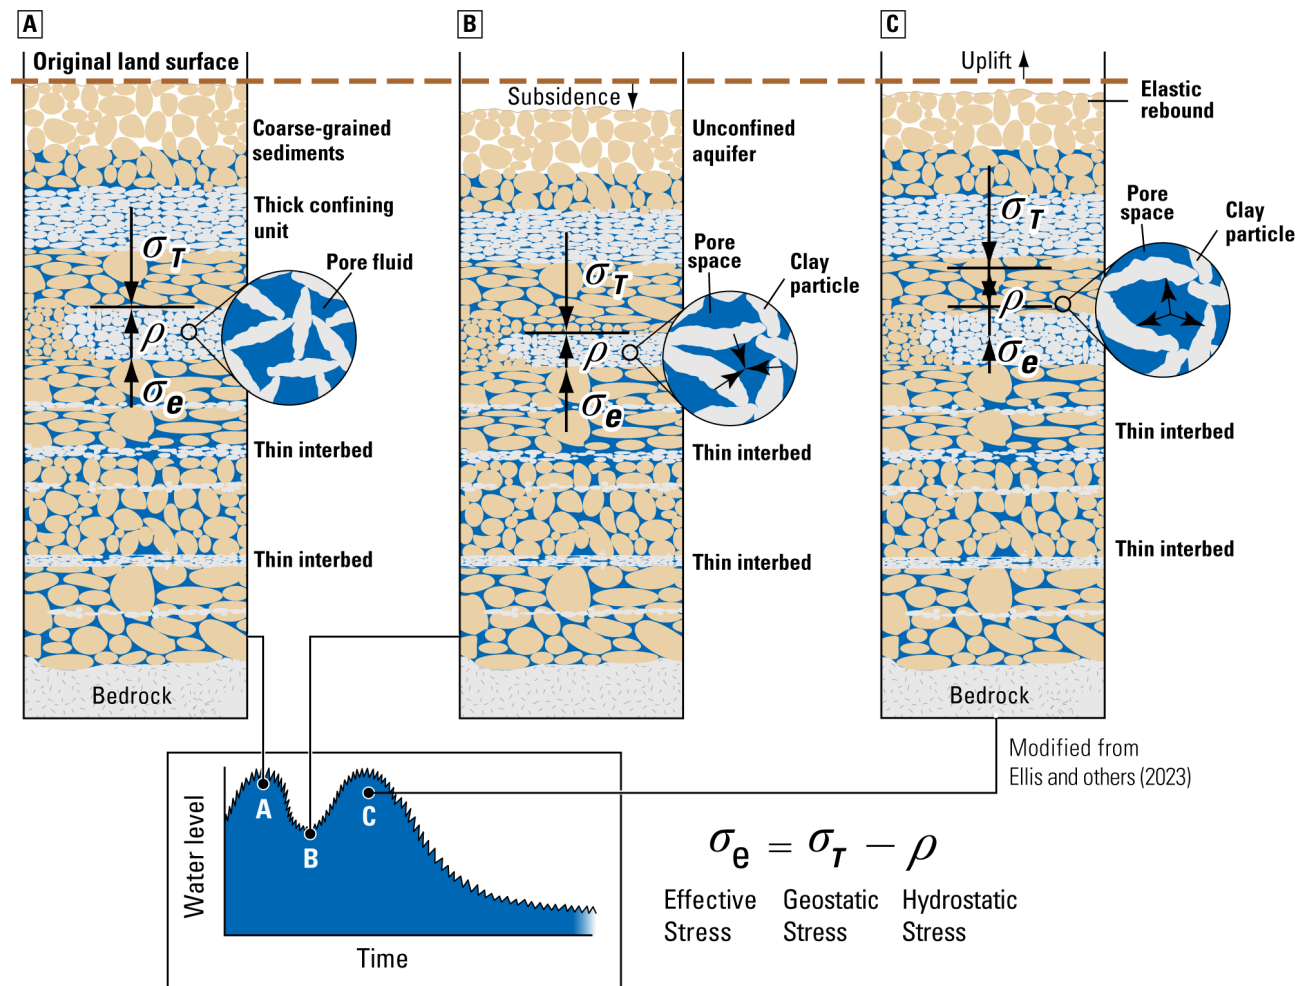 A
Original land surface
Coarse-grained
sediments
Thick confining
unit
σT
Pore fluid
ρ
σe
Thin interbed
Thin interbed
Bedrock
B
Subsidence
Unconfined
aquifer
Pore
space
Clay
particle
σT
ρ
σe
Thin interbed
Thin interbed
C
Uplift
Elastic
rebound
Pore
space
Clay
particle
σT
ρ
σe
Thin interbed
Thin interbed
Bedrock
Modified from
Ellis and others (2023)
Water level
A
B
C
Time
σe = σT − ρ
Effective
Stress
Geostatic
Stress
Hydrostatic
Stress